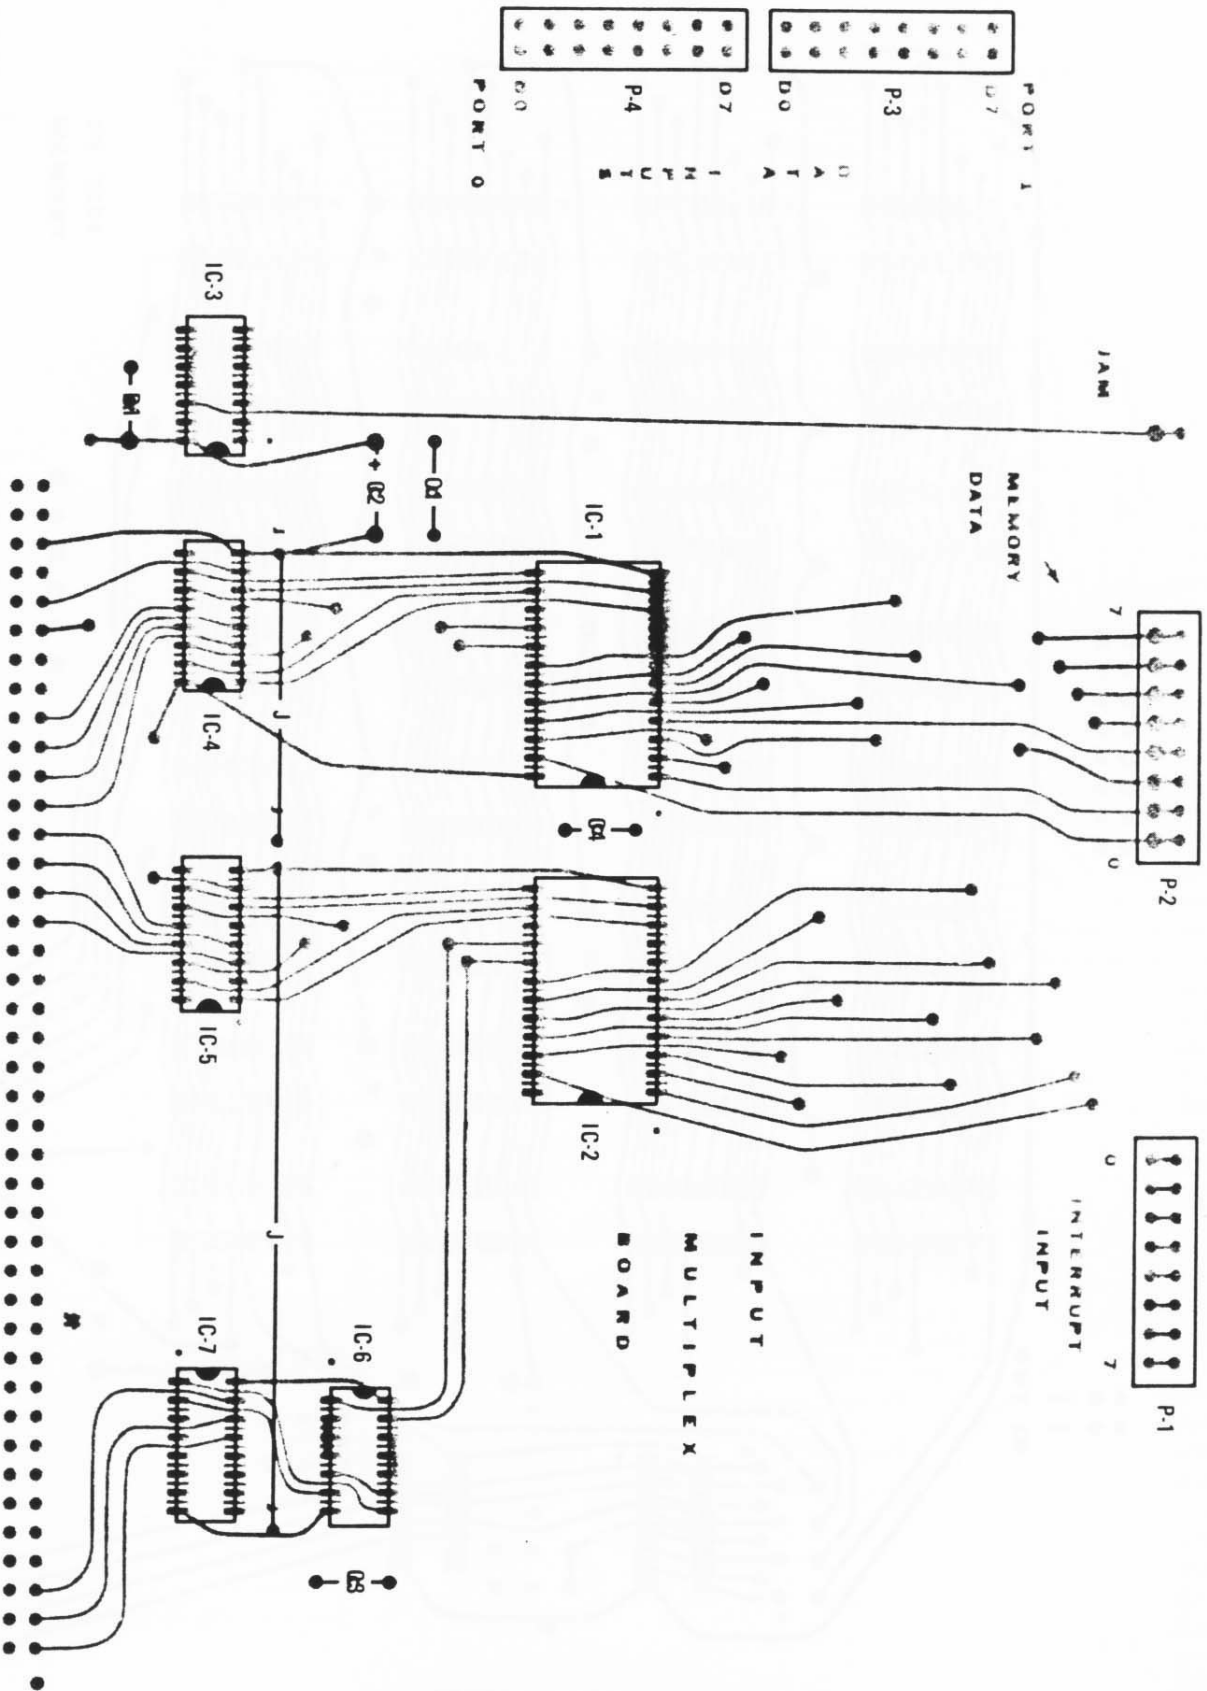 PORT 1
D7
P-3
D0
DATA
INPUTS
D7
P-4
D0
PORT 0
JAM
MEMORY
DATA
7
0
P-2
INTERRUPT
INPUT
0
7
P-1
IC-3
R1
+ C2
C1
IC-1
J
IC-4
J
J
C4
IC-5
IC-2
INPUT
MULTIPLEX
BOARD
J
IC-7
IC-6
J
C3